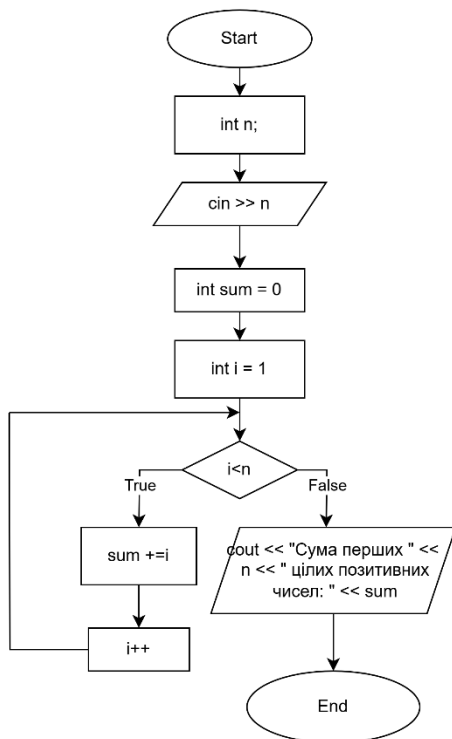 Start
int n;
cin >> n
int sum = 0
int i = 1
i<n
True
False
sum +=i
i++
cout << "Сума перших " <<
n << " цілих позитивних
чисел: " << sum
End